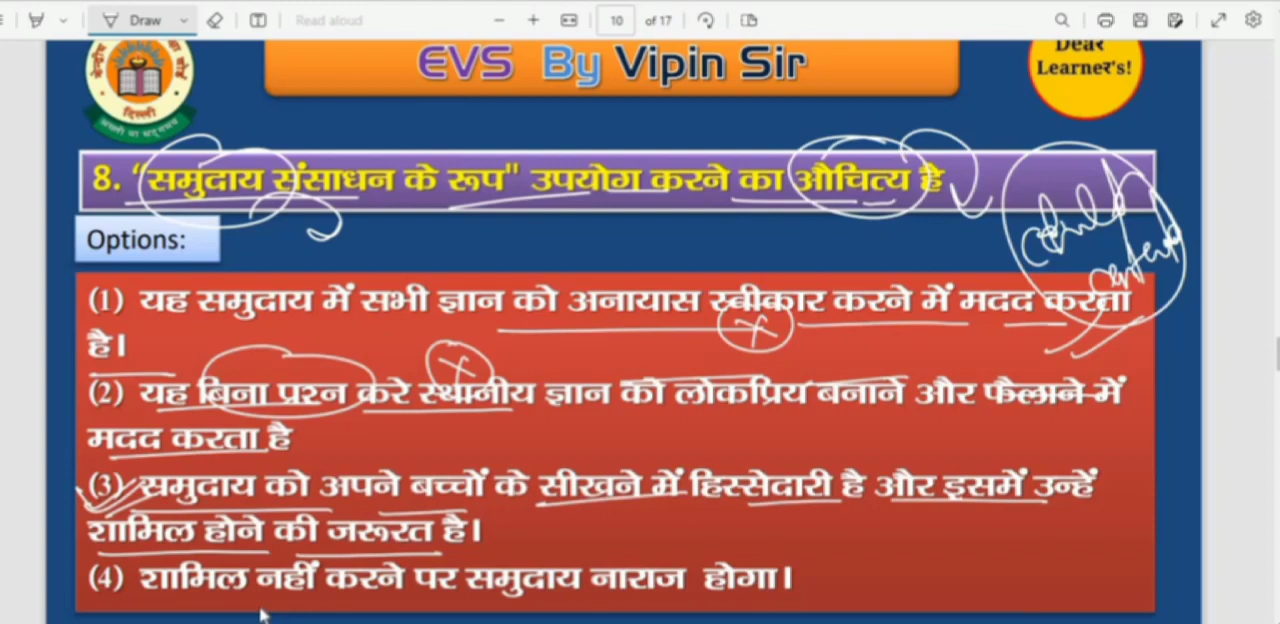 Draw
Read aloud
10 of 17
EVS By Vipin Sir
Dear
Learneर's!
दिल्ली
8. "समुदाय संसाधन के रूप" उपयोग करने का औचित्य है
Options:
(1) यह समुदाय में सभी ज्ञान को अनायास स्वीकार करने में मदद करता
है।
(2) यह बिना प्रश्न करे स्थानीय ज्ञान को लोकप्रिय बनाने और फैलाने में
मदद करता है
(3) समुदाय को अपने बच्चों के सीखने में हिस्सेदारी है और इसमें उन्हें
शामिल होने की जरूरत है।
(4) शामिल नहीं करने पर समुदाय नाराज होगा।